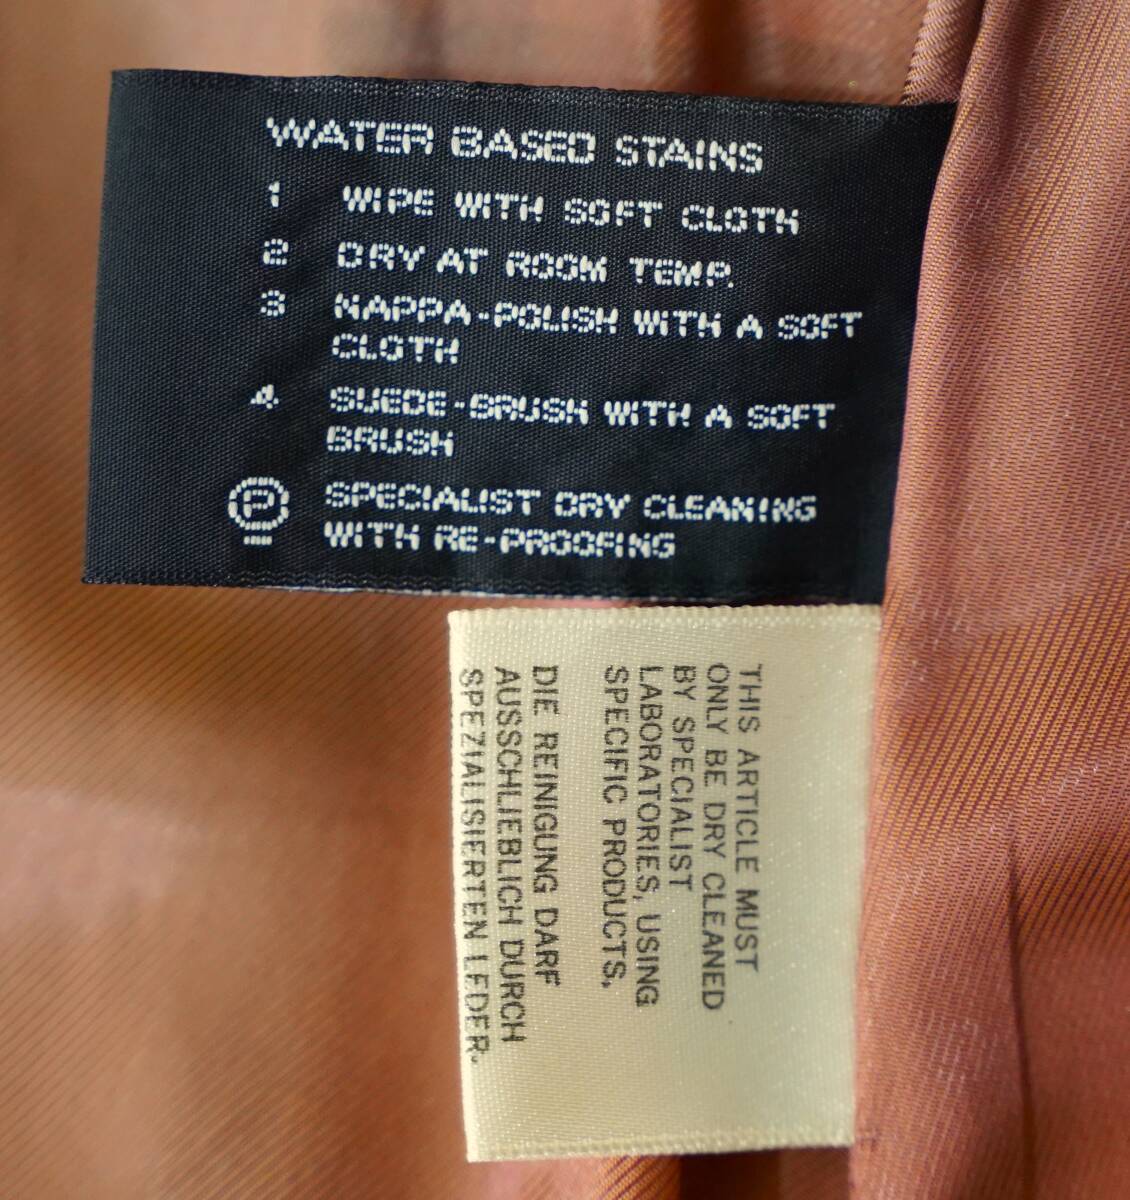 WATER BASED STAINS
1 WIPE WITH SOFT CLOTH
2 DRY AT ROOM TEMP.
3 NAPPA-POLISH WITH A SOFT
CLOTH
4 SUEDE-BRUSH WITH A SOFT
BRUSH
P SPECIALIST DRY CLEANING
WITH RE-PROOFING
THIS ARTICLE MUST
ONLY BE DRY CLEANED
BY SPECIALIST
LABORATORIES, USING
SPECIFIC PRODUCTS.
DIE REINIGUNG DARF
AUSSCHLIEBLICH DURCH
SPEZIALISIERTEN LEDER-